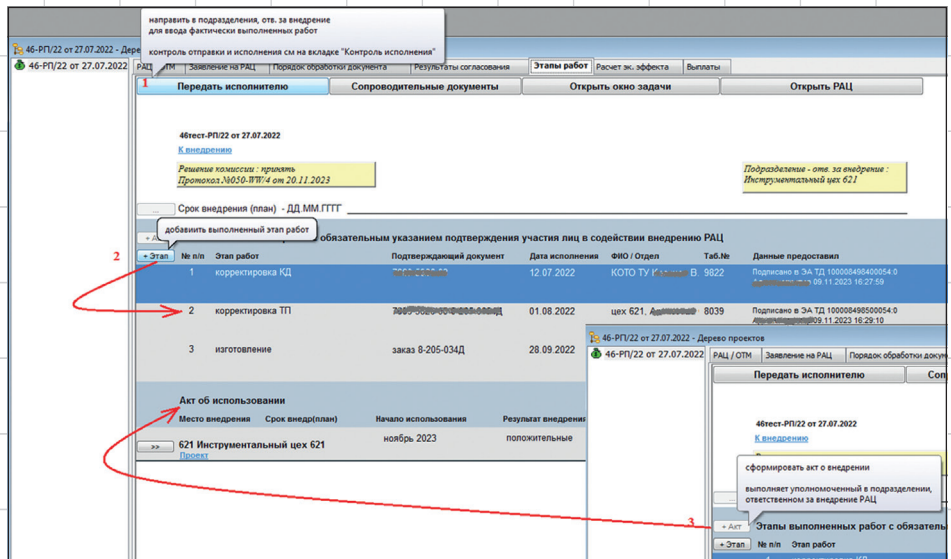 направить в подразделения, отв. за внедрение
для ввода фактически выполненных работ
контроль отправки и исполнения см на вкладке "Контроль исполнения"
46-РП/22 от 27.07.2022 - Дере
46-РП/22 от 27.07.2022
РАЦ ОТМ Заявление на РАЦ Порядок обработки документа Результаты согласования Этапы работ Расчет эк. эффекта Выплаты
1 Передать исполнителю Сопроводительные документы Открыть окно задачи Открыть РАЦ
46тест-РП/22 от 27.07.2022
К внедрению
Решение комиссии : принять
Протокол №050-WW/4 от 20.11.2023
Подразделение - отв. за внедрение :
Инструментальный цех 621
... Срок внедрения (план) - ДД.ММ.ГГГГ
добавиить выполненный этап работ
+ А обязательным указанием подтверждения участия лиц в содействии внедрению РАЦ
2 + Этап № п/п Этап работ Подтверждающий документ Дата исполнения ФИО / Отдел Таб.№ Данные предоставил
1 корректировка КД 12.07.2022 КОТО ТУ В. 9822 Подписано в ЭА ТД 100008498400054:0
09.11.2023 16:27:59
2 корректировка ТП 01.08.2022 цех 621, 8039 Подписано в ЭА ТД 100008498500054:0
09.11.2023 16:29:10
3 изготовление заказ 8-205-034Д 28.09.2022
Акт об использовании
Место внедрения Срок внедр(план) Начало использования Результат внедрения
>> 621 Инструментальный цех 621 ноябрь 2023 положительные
Проект
46-РП/22 от 27.07.2022 - Дерево проектов
46-РП/22 от 27.07.2022 РАЦ / ОТМ Заявление на РАЦ Порядок обработки докум
Передать исполнителю Соп
46тест-РП/22 от 27.07.2022
К внедрению
сформировать акт о внедрении
выполняет уполномоченный в подразделении,
ответственном за внедрение РАЦ
...
3 + Акт Этапы выполненных работ с обязатель
+ Этап № п/п Этап работ